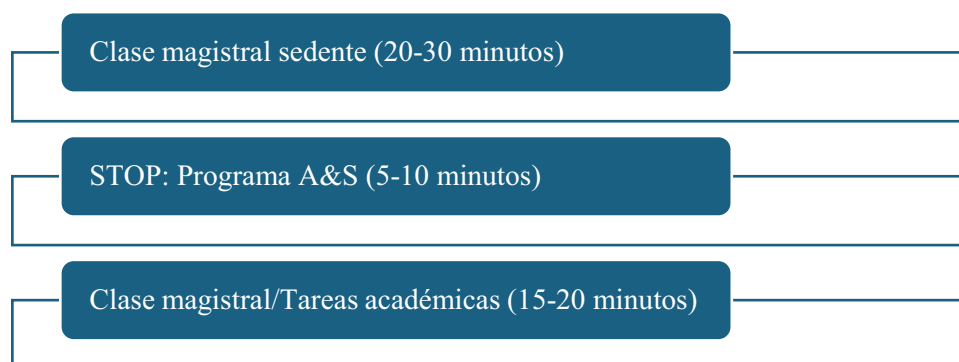 Clase magistral sedente (20-30 minutos)
STOP: Programa A&S (5-10 minutos)
Clase magistral/Tareas académicas (15-20 minutos)